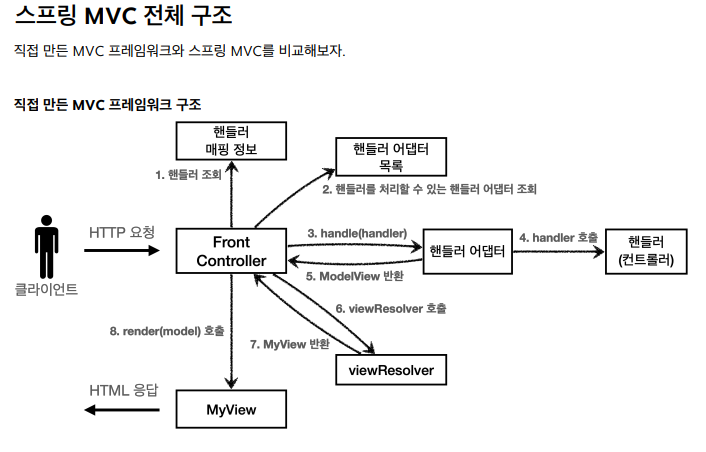 스프링 MVC 전체 구조
직접 만든 MVC 프레임워크와 스프링 MVC를 비교해보자.
직접 만든 MVC 프레임워크 구조
핸들러
매핑 정보
핸들러 어댑터
목록
1. 핸들러 조회
2. 핸들러를 처리할 수 있는 핸들러 어댑터 조회
HTTP 요청
클라이언트
Front
Controller
3. handle(handler)
핸들러 어댑터
4. handler 호출
핸들러
(컨트롤러)
5. ModelView 반환
6. viewResolver 호출
7. MyView 반환
8. render(model) 호출
viewResolver
HTML 응답
MyView